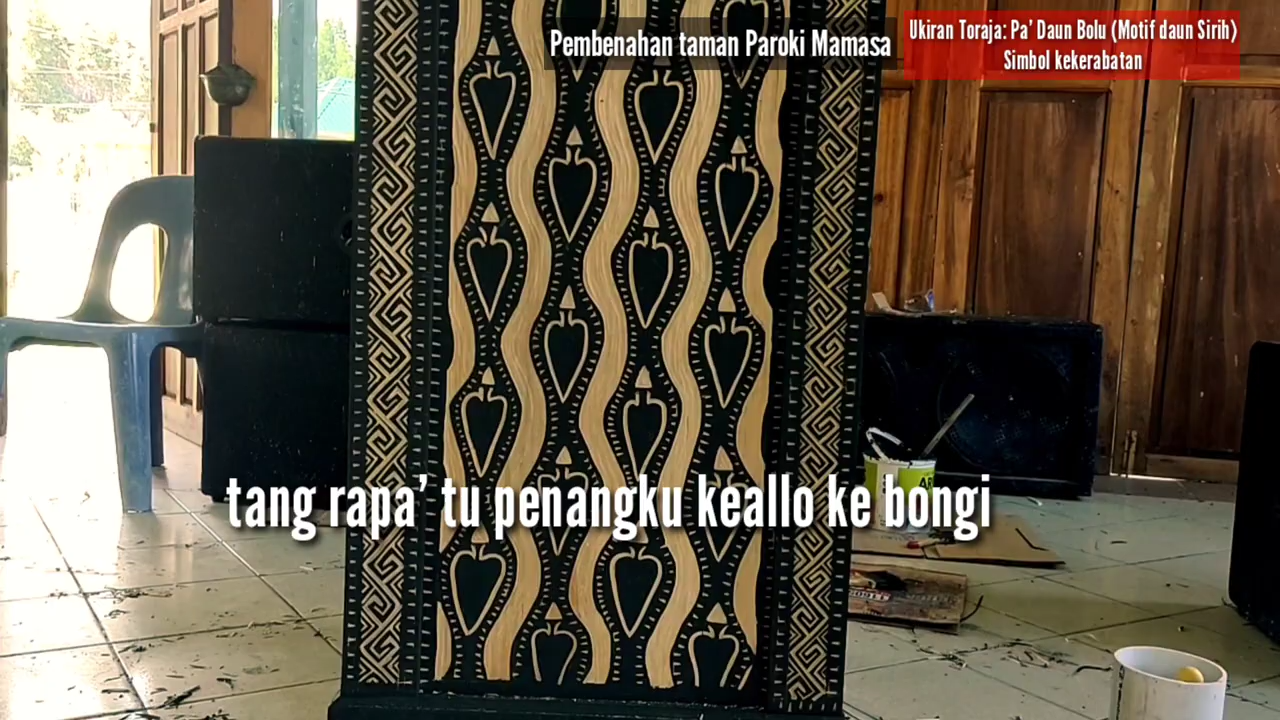 Pembenahan taman Paroki Mamasa
Ukiran Toraja: Pa' Daun Bolu (Motif daun Sirih)
Simbol kekerabatan
tang rapa' tu penangku keallo ke bongi